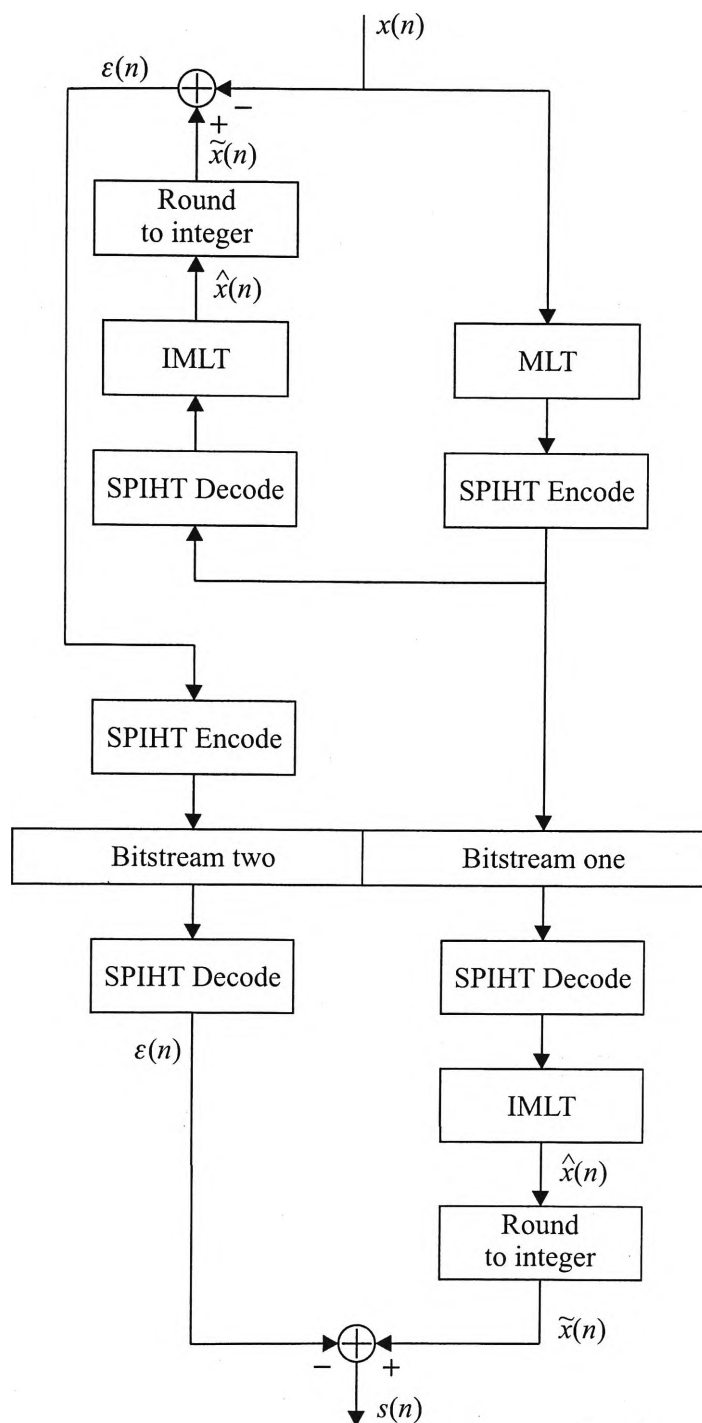 x(n)
ε(n)
−
+
x̃(n)
Round
to integer
x̂(n)
IMLT
MLT
SPIHT Decode
SPIHT Encode
SPIHT Encode
Bitstream two
Bitstream one
SPIHT Decode
SPIHT Decode
ε(n)
IMLT
x̂(n)
Round
to integer
x̃(n)
−
+
s(n)